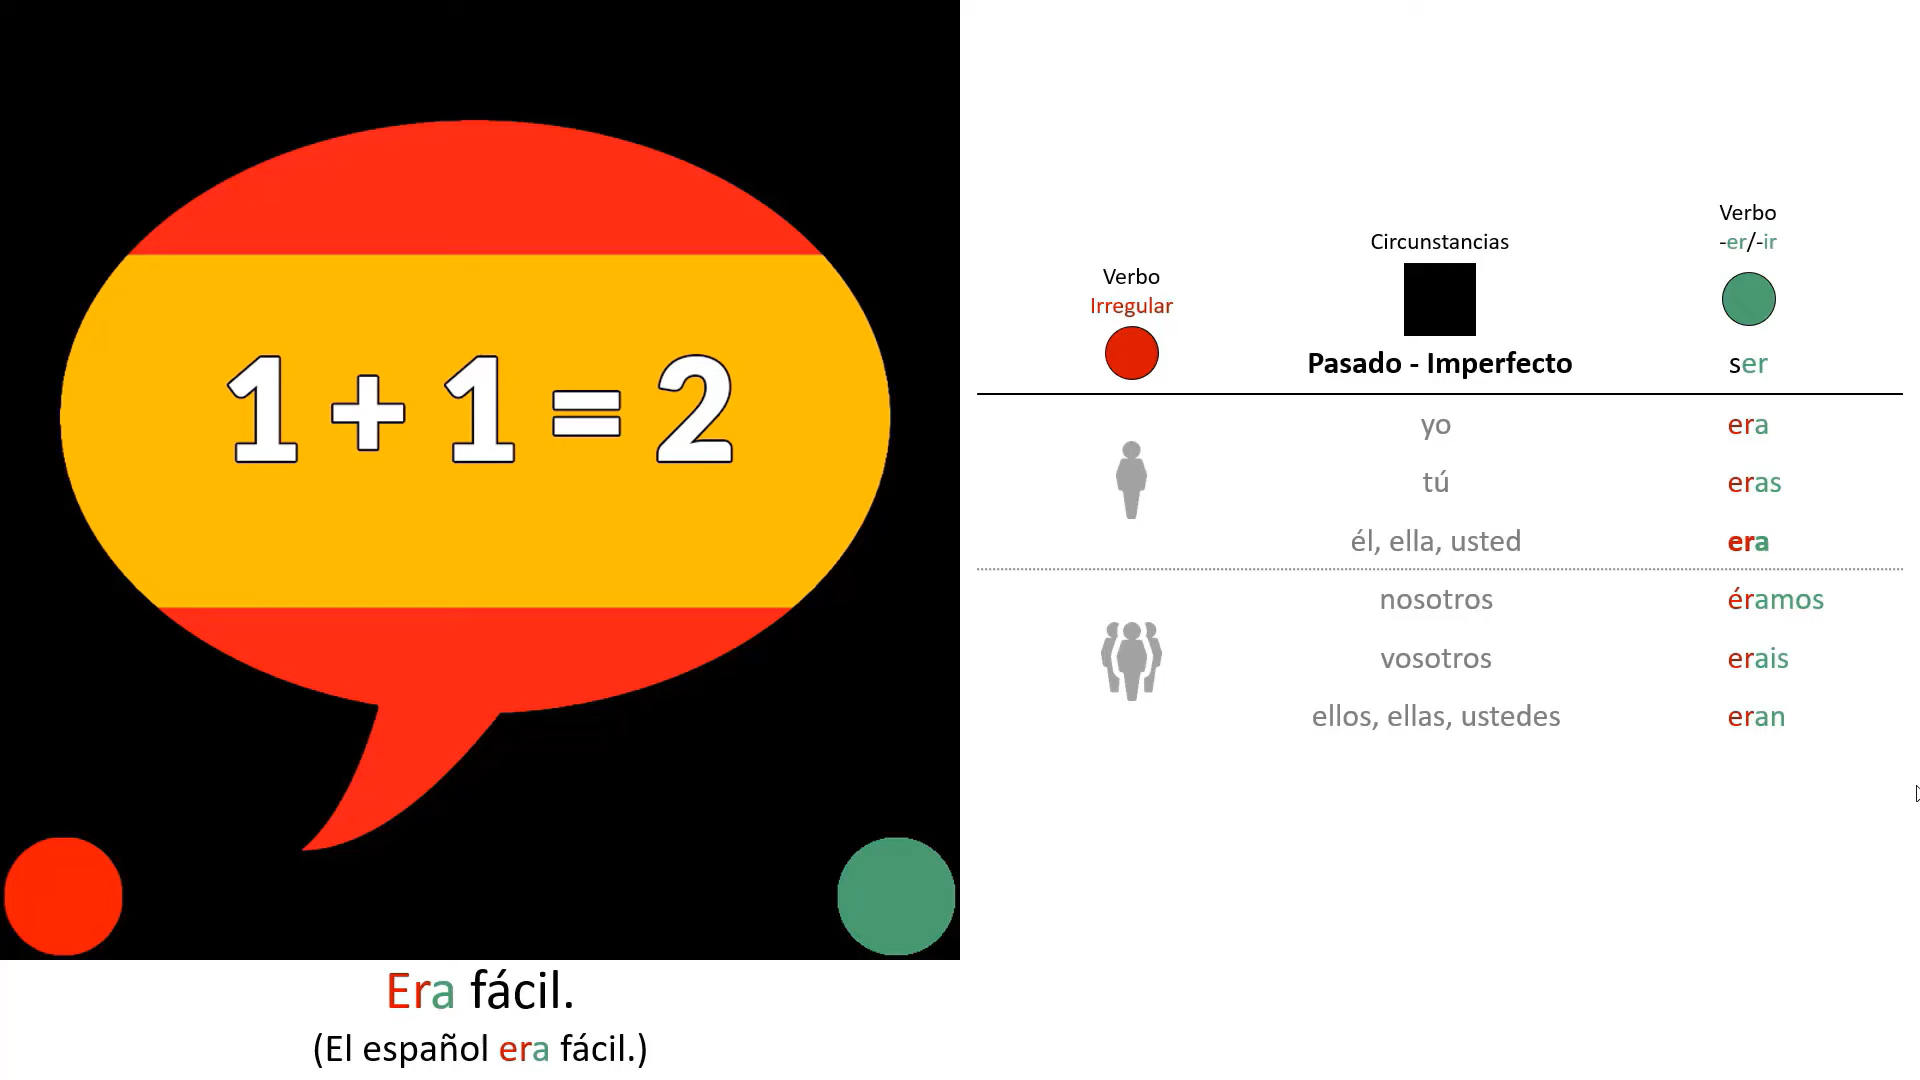 1 + 1 = 2
Era fácil.
(El español era fácil.)
Verbo
Irregular
Circunstancias
Verbo
-er/-ir
Pasado - Imperfecto
ser
yo era
tú eras
él, ella, usted era
nosotros éramos
vosotros erais
ellos, ellas, ustedes eran